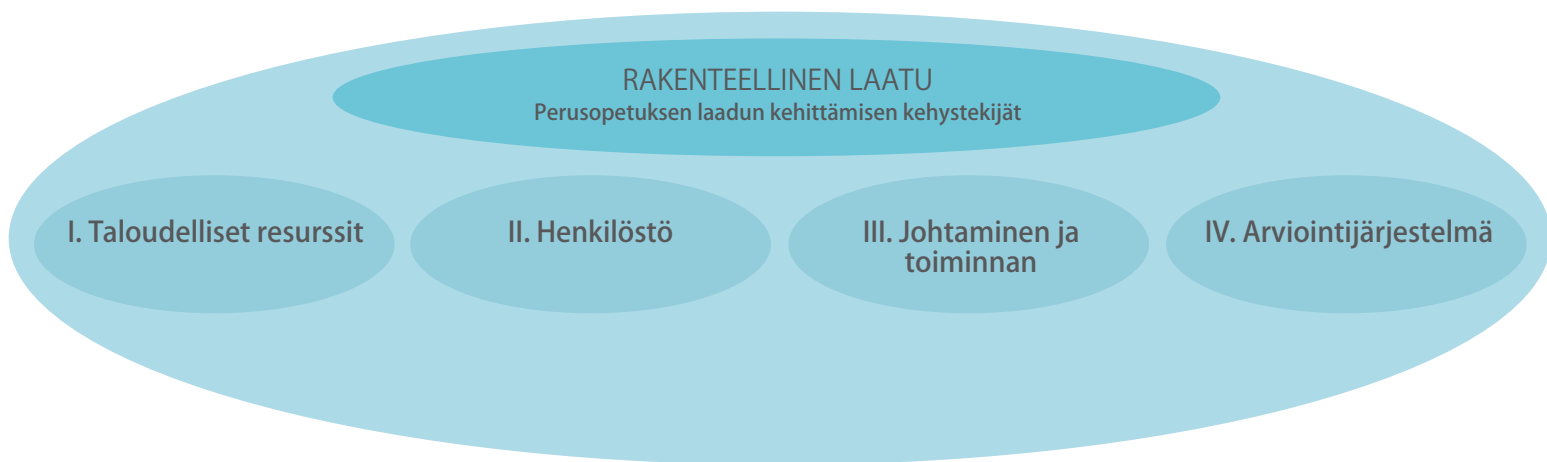 RAKENTEELLINEN LAATU
Perusopetuksen laadun kehittämisen kehystekijät
I. Taloudelliset resurssit
II. Henkilöstö
III. Johtaminen ja
toiminnan
IV. Arviointijärjestelmä